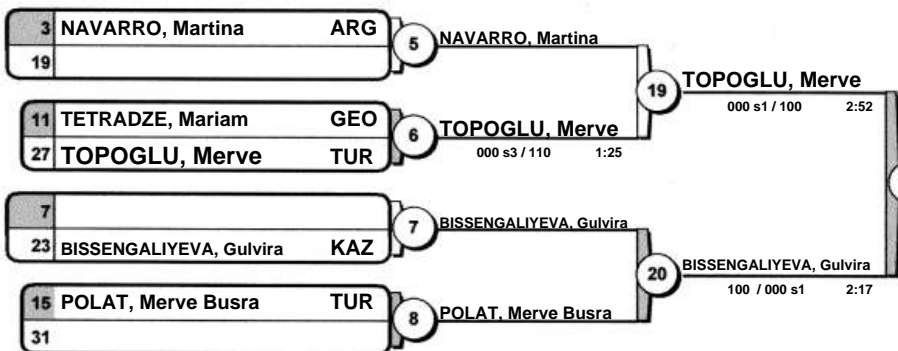 3 NAVARRO, Martina ARG
19
5 NAVARRO, Martina
11 TETRADZE, Mariam GEO
27 TOPOGLU, Merve TUR
6 TOPOGLU, Merve
000 s3 / 110 1:25
19 TOPOGLU, Merve
000 s1 / 100 2:52
7
23 BISSENGALIYEVA, Gulvira KAZ
7 BISSENGALIYEVA, Gulvira
15 POLAT, Merve Busra TUR
31
8 POLAT, Merve Busra
20 BISSENGALIYEVA, Gulvira
100 / 000 s1 2:17